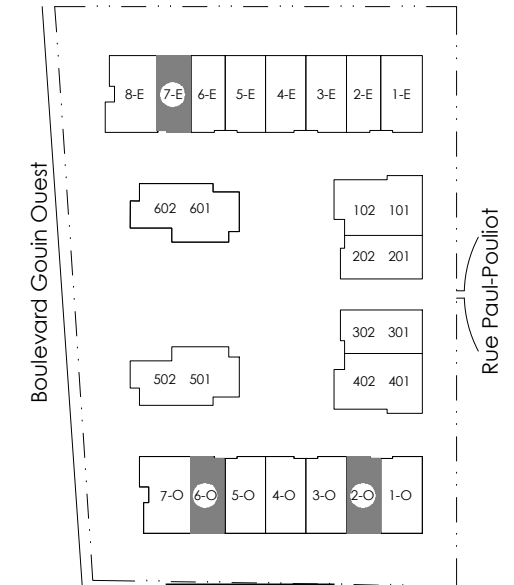 8-E 7-E 6-E 5-E 4-E 3-E 2-E 1-E
Boulevard Gouin Ouest
602 601
102 101
202 201
Rue Paul-Pouliot
302 301
502 501
402 401
7-O 6-O 5-O 4-O 3-O 2-O 1-O